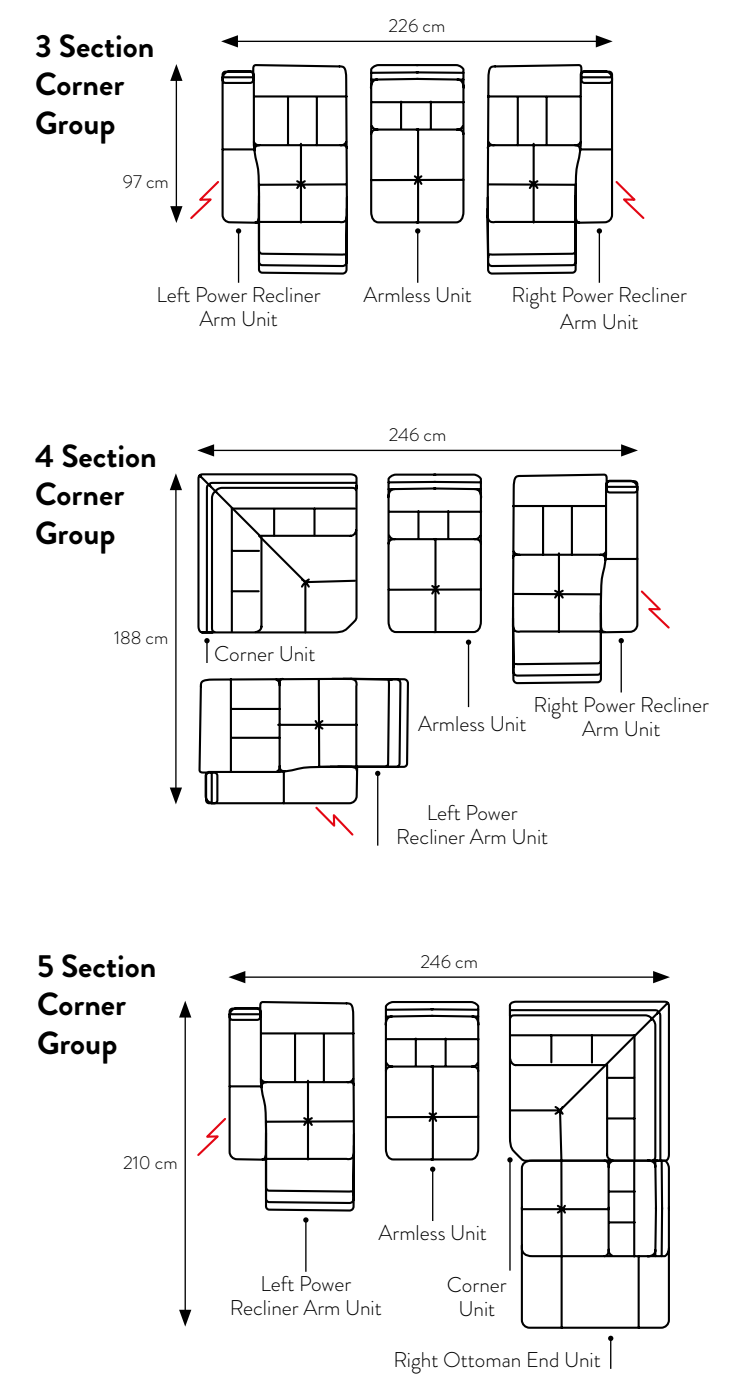 3 Section
Corner
Group
226 cm
97 cm
Left Power Recliner
Arm Unit
Armless Unit
Right Power Recliner
Arm Unit
4 Section
Corner
Group
246 cm
188 cm
Corner Unit
Armless Unit
Right Power Recliner
Arm Unit
Left Power
Recliner Arm Unit
5 Section
Corner
Group
246 cm
210 cm
Armless Unit
Left Power
Recliner Arm Unit
Corner
Unit
Right Ottoman End Unit